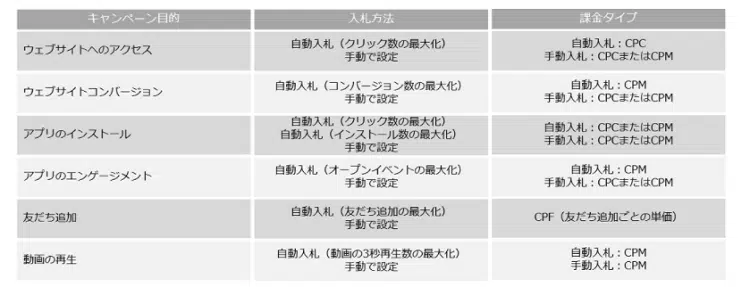 キャンペーン目的 入札方法 課金タイプ
ウェブサイトへのアクセス
自動入札（クリック数の最大化）
手動で設定
自動入札：CPC
手動入札：CPCまたはCPM
ウェブサイトコンバージョン
自動入札（コンバージョン数の最大化）
手動で設定
自動入札：CPM
手動入札：CPCまたはCPM
アプリのインストール
自動入札（クリック数の最大化）
自動入札（インストール数の最大化）
手動で設定
自動入札：CPCまたはCPM
手動入札：CPCまたはCPM
アプリのエンゲージメント
自動入札（オープンイベントの最大化）
手動で設定
自動入札：CPM
手動入札：CPCまたはCPM
友だち追加
自動入札（友だち追加の最大化）
手動で設定
CPF（友だち追加ごとの単価）
動画の再生
自動入札（動画の3秒再生数の最大化）
手動で設定
自動入札：CPM
手動入札：CPM